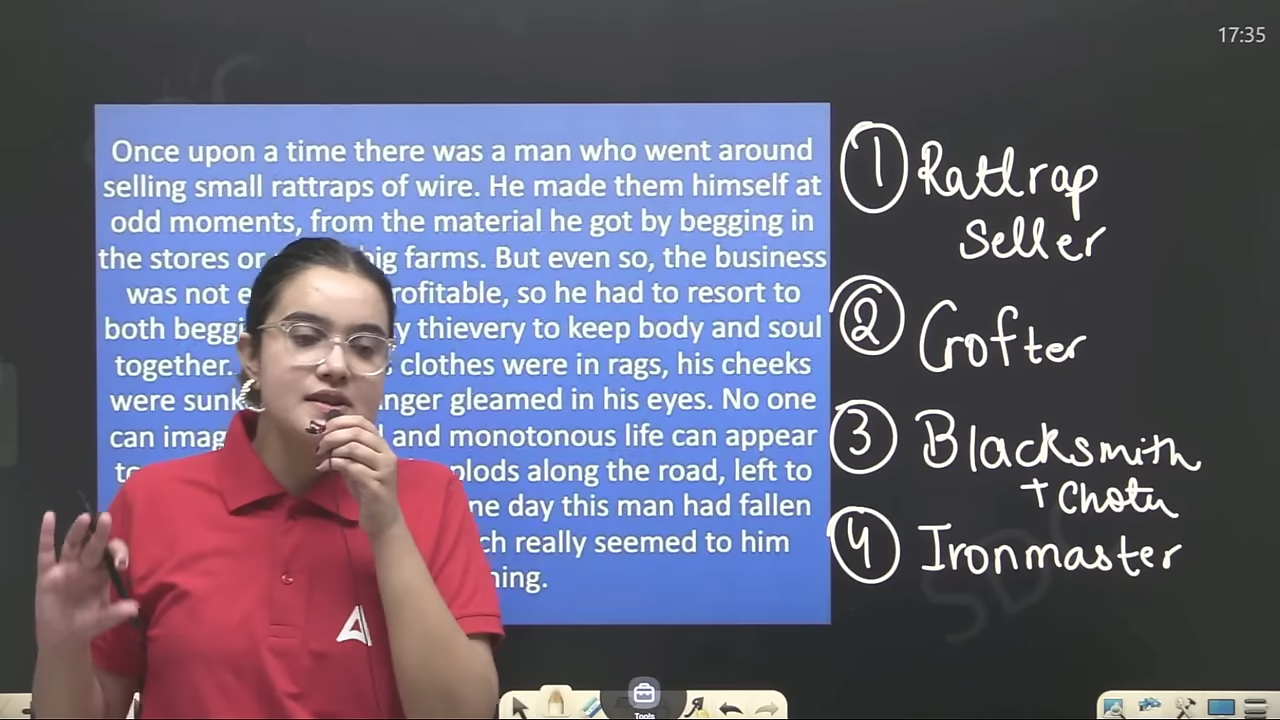 17:35
Once upon a time there was a man who went around
selling small rattraps of wire. He made them himself at
odd moments, from the material he got by begging in
the stores or big farms. But even so, the business
was not so he had to resort to
both thievery to keep body and soul
together. clothes were in rags, his cheeks
were gleamed in his eyes. No one
can and monotonous life can appear
plods along the road, left to
day this man had fallen
really seemed to him
① Rattrap
Seller
② Crofter
③ Blacksmith
+ Chotu
④ Ironmaster
Tools